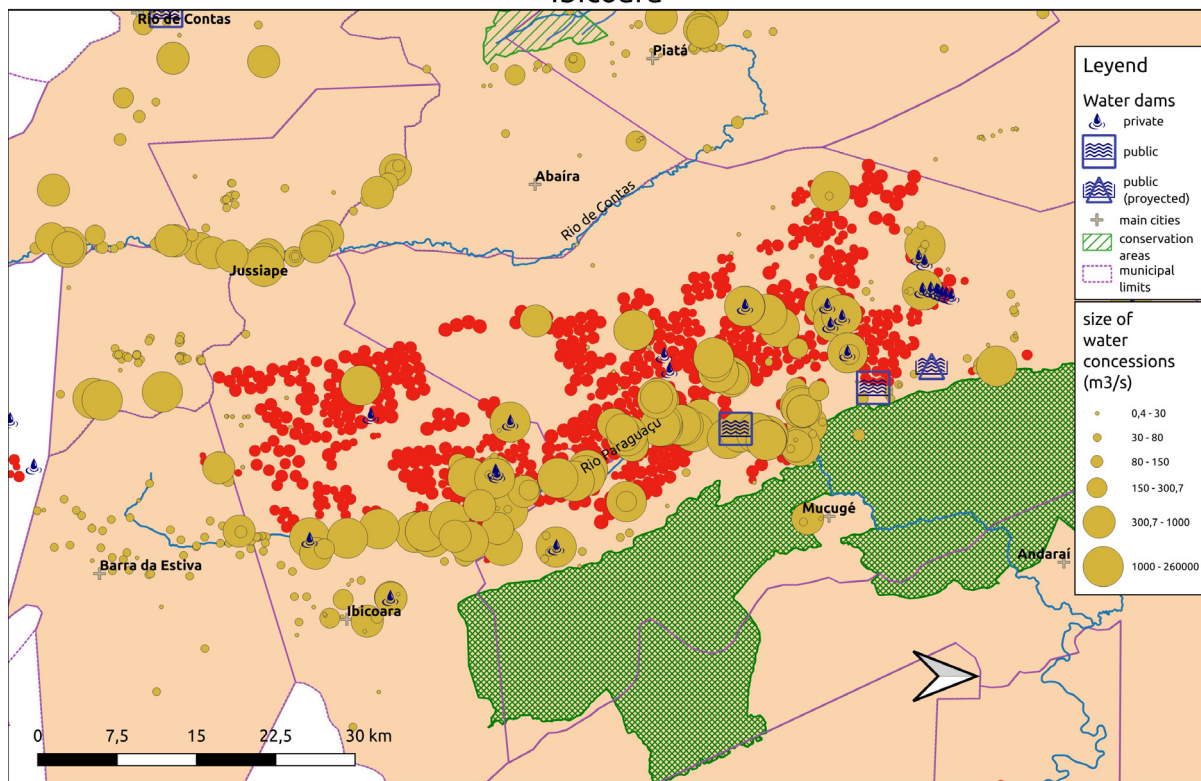 Rio de Contas
Piatá
Abaíra
Rio de Contas
Jussiape
Rio Paraguaçu
Mucugé
Andaraí
Barra da Estiva
Ibicoara
0 7,5 15 22,5 30 km
Leyend
Water dams
private
public
public
(proyected)
main cities
conservation
areas
municipal
limits
size of
water
concessions
(m3/s)
0,4 - 30
30 - 80
80 - 150
150 - 300,7
300,7 - 1000
1000 - 260000